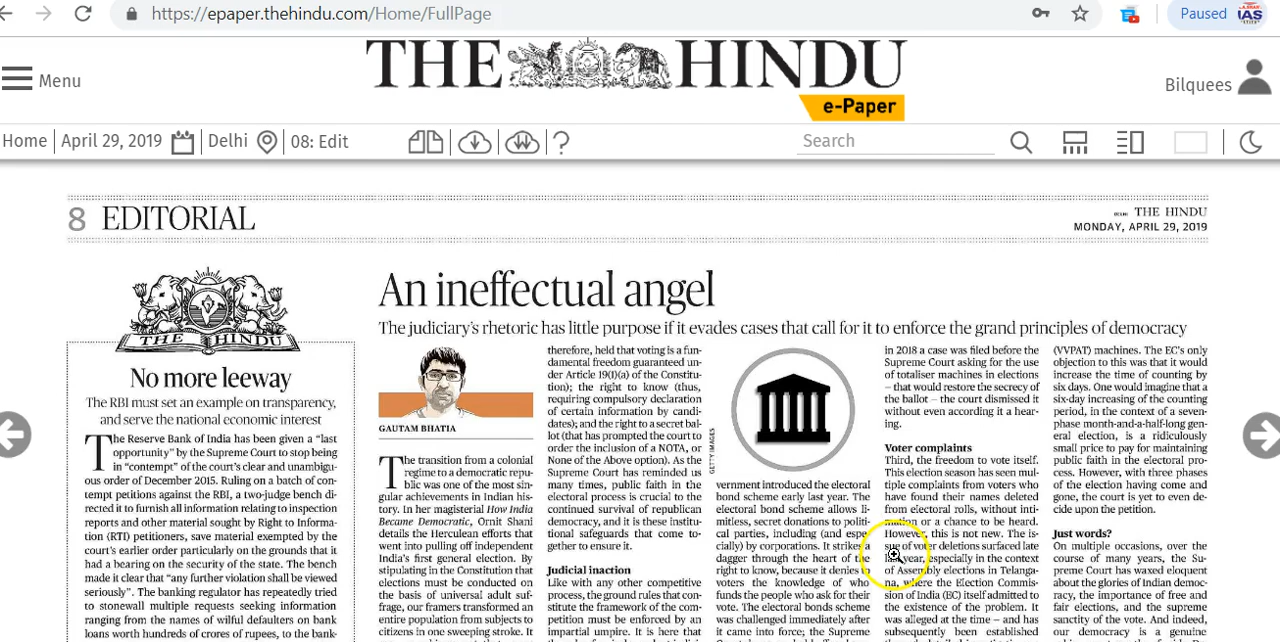 https://epaper.thehindu.com/Home/FullPage
Paused
IAS
Menu
THE HINDU
e-Paper
Bilquees
Home
April 29, 2019
Delhi
08: Edit
?
Search
8 EDITORIAL
THE HINDU
MONDAY, APRIL 29, 2019
THE HINDU
No more leeway
The RBI must set an example on transparency,
and serve the national economic interest
The Reserve Bank of India has been given a “last
opportunity” by the Supreme Court to stop being
in “contempt” of the court’s clear and unambigu-
ous order of December 2015. Ruling on a batch of con-
tempt petitions against the RBI, a two-judge bench di-
rected it to furnish all information relating to inspection
reports and other material sought by Right to Informa-
tion (RTI) petitioners, save material exempted by the
court’s earlier order particularly on the grounds that it
had a bearing on the security of the state. The bench
made it clear that “any further violation shall be viewed
seriously”. The banking regulator has repeatedly tried
to stonewall multiple requests seeking information
ranging from the names of wilful defaulters on bank
loans worth hundreds of crores of rupees, to the bank-
An ineffectual angel
The judiciary’s rhetoric has little purpose if it evades cases that call for it to enforce the grand principles of democracy
GAUTAM BHATIA
The transition from a colonial
regime to a democratic repu-
blic was one of the most sin-
gular achievements in Indian his-
tory. In her magisterial How India
Became Democratic, Ornit Shani
details the Herculean efforts that
went into pulling off independent
India’s first general election. By
stipulating in the Constitution that
elections must be conducted on
the basis of universal adult suf-
frage, our framers transformed an
entire population from subjects to
citizens in one sweeping stroke. It
therefore, held that voting is a fun-
damental freedom guaranteed un-
der Article 19(1)(a) of the Constitu-
tion); the right to know (thus,
requiring compulsory declaration
of certain information by candi-
dates); and the right to a secret bal-
lot (that has prompted the court to
order the inclusion of a NOTA, or
None of the Above option). As the
Supreme Court has reminded us
many times, public faith in the
electoral process is crucial to the
continued survival of republican
democracy, and it is these institu-
tional safeguards that come to-
gether to ensure it.
Judicial inaction
Like with any other competitive
process, the ground rules that con-
stitute the framework of the com-
petition must be enforced by an
impartial umpire. It is here that
GETTY IMAGES
vernment introduced the electoral
bond scheme early last year. The
electoral bond scheme allows li-
mitless, secret donations to politi-
cal parties, including (and espe-
cially) by corporations. It strikes a
dagger through the heart of the
right to know, because it denies
voters the knowledge of who
funds the people who ask for their
vote. The electoral bonds scheme
was challenged immediately after
it came into force; the Supreme
in 2018 a case was filed before the
Supreme Court asking for the use
of totaliser machines in elections
– that would restore the secrecy of
the ballot – the court dismissed it
without even according it a hear-
ing.
Voter complaints
Third, the freedom to vote itself.
This election season has seen mul-
tiple complaints from voters who
have found their names deleted
from electoral rolls, without inti-
mation or a chance to be heard.
However, this is not new. The is-
sue of voter deletions surfaced late
last year, especially in the context
of Assembly elections in Telanga-
na, where the Election Commis-
sion of India (EC) itself admitted to
the existence of the problem. It
was alleged at the time – and has
subsequently been established
(VVPAT) machines. The EC’s only
objection to this was that it would
increase the time of counting by
six days. One would imagine that a
six-day increasing of the counting
period, in the context of a seven-
phase month-and-a-half-long gen-
eral election, is a ridiculously
small price to pay for maintaining
public faith in the electoral pro-
cess. However, with three phases
of the election having come and
gone, the court is yet to even de-
cide upon the petition.
Just words?
On multiple occasions, over the
course of many years, the Su-
preme Court has waxed eloquent
about the glories of Indian democ-
racy, the importance of free and
fair elections, and the supreme
sanctity of the vote. And indeed,
our democracy is a genuine